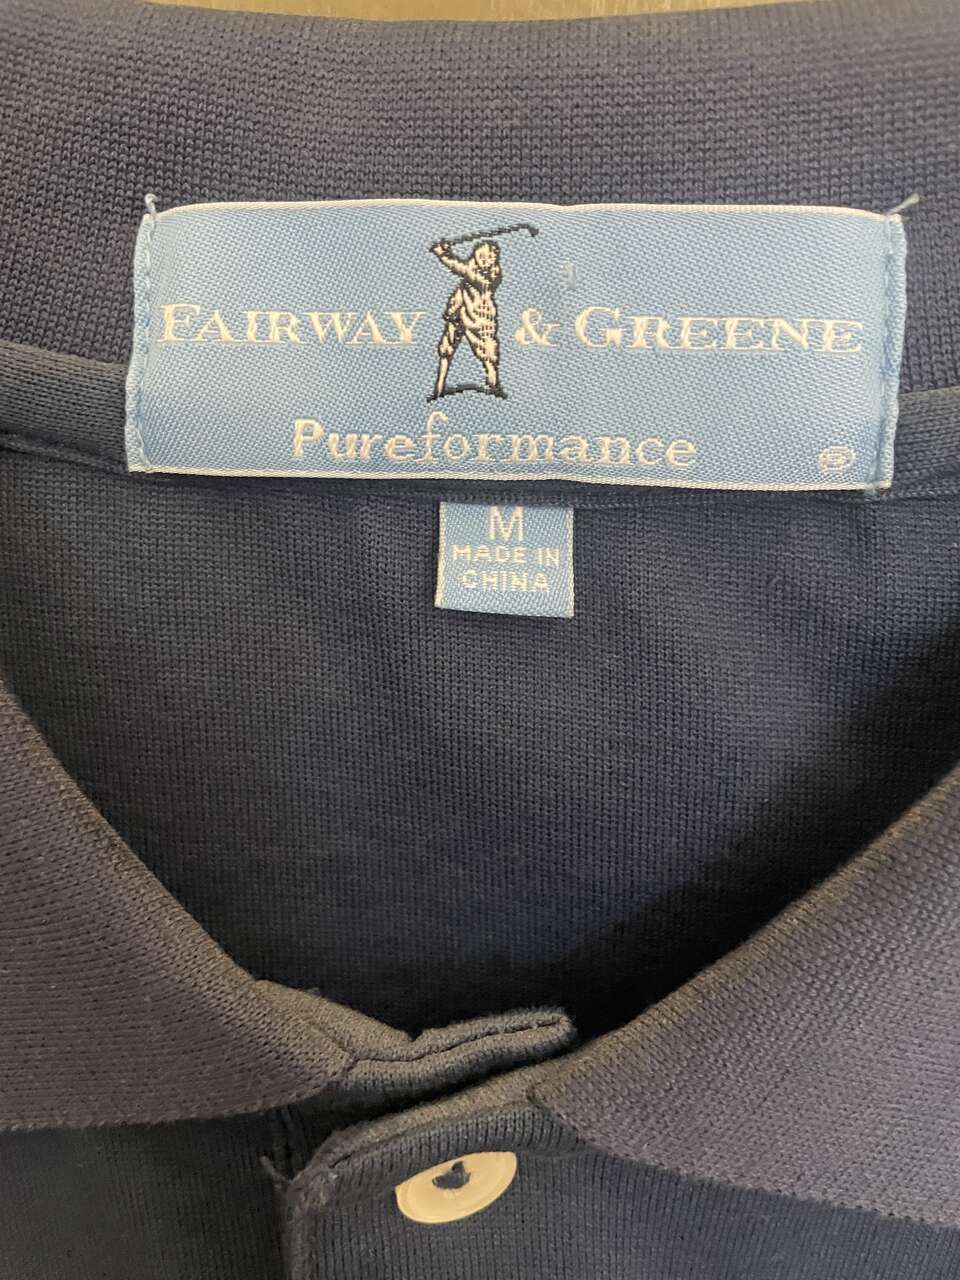 FAIRWAY & GREENE
Pureformance ®
M
MADE IN
CHINA